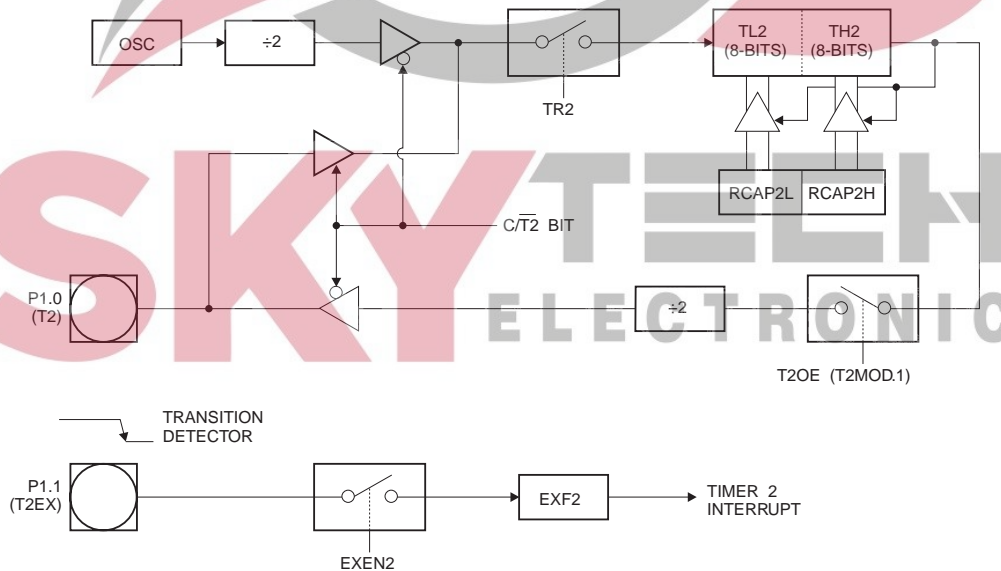 OSC
÷2
TR2
TL2
(8-BITS)
TH2
(8-BITS)
RCAP2L
RCAP2H
C/T2 BIT
SKYTECH
ELECTRONIC
P1.0
(T2)
÷2
T2OE (T2MOD.1)
TRANSITION
DETECTOR
P1.1
(T2EX)
EXF2
TIMER 2
INTERRUPT
EXEN2